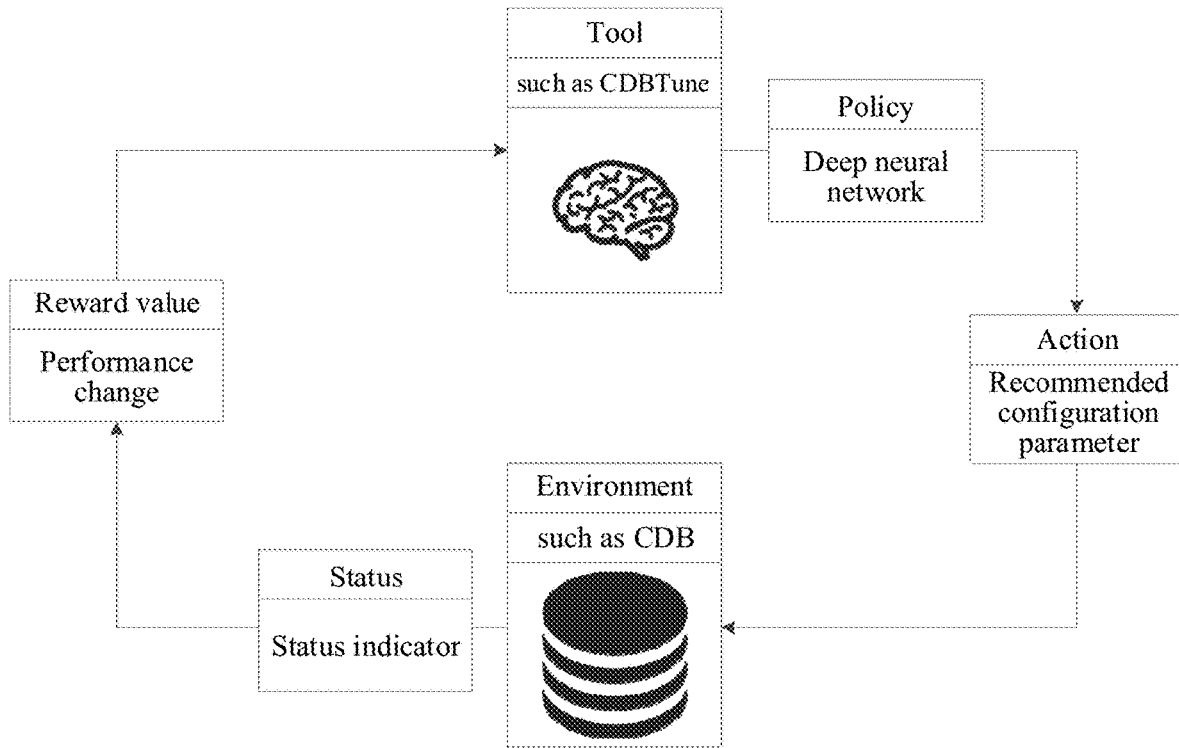 Tool
such as CDBTune
Policy
Deep neural
network
Reward value
Performance
change
Action
Recommended
configuration
parameter
Environment
such as CDB
Status
Status indicator